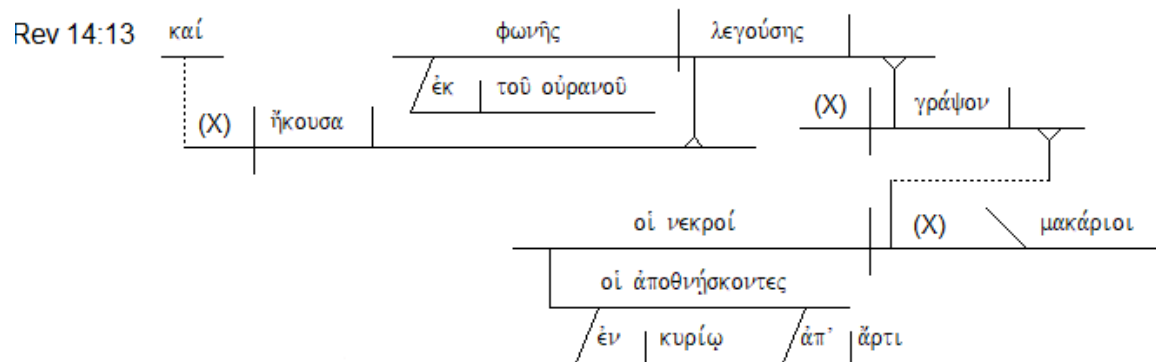 Rev 14:13 καί φωνῆς λεγούσης
ἐκ τοῦ οὐρανοῦ
(X) γράψον
(X) ἤκουσα
οἱ νεκροί (X) μακάριοι
οἱ ἀποθνῄσκοντες
ἐν κυρίῳ ἀπ’ ἄρτι